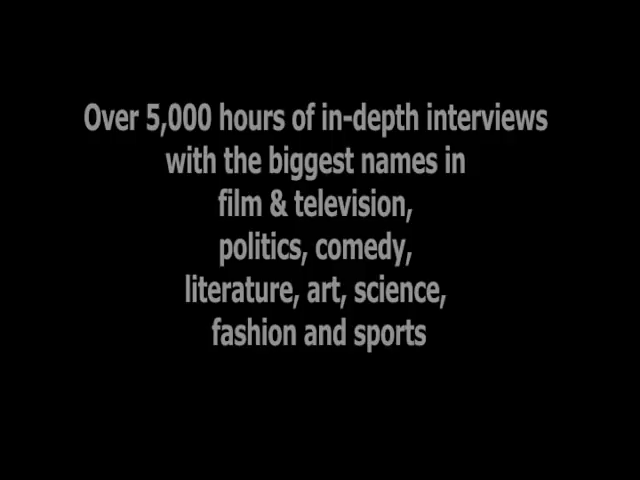 Over 5,000 hours of in-depth interviews
with the biggest names in
film & television,
politics, comedy,
literature, art, science,
fashion and sports